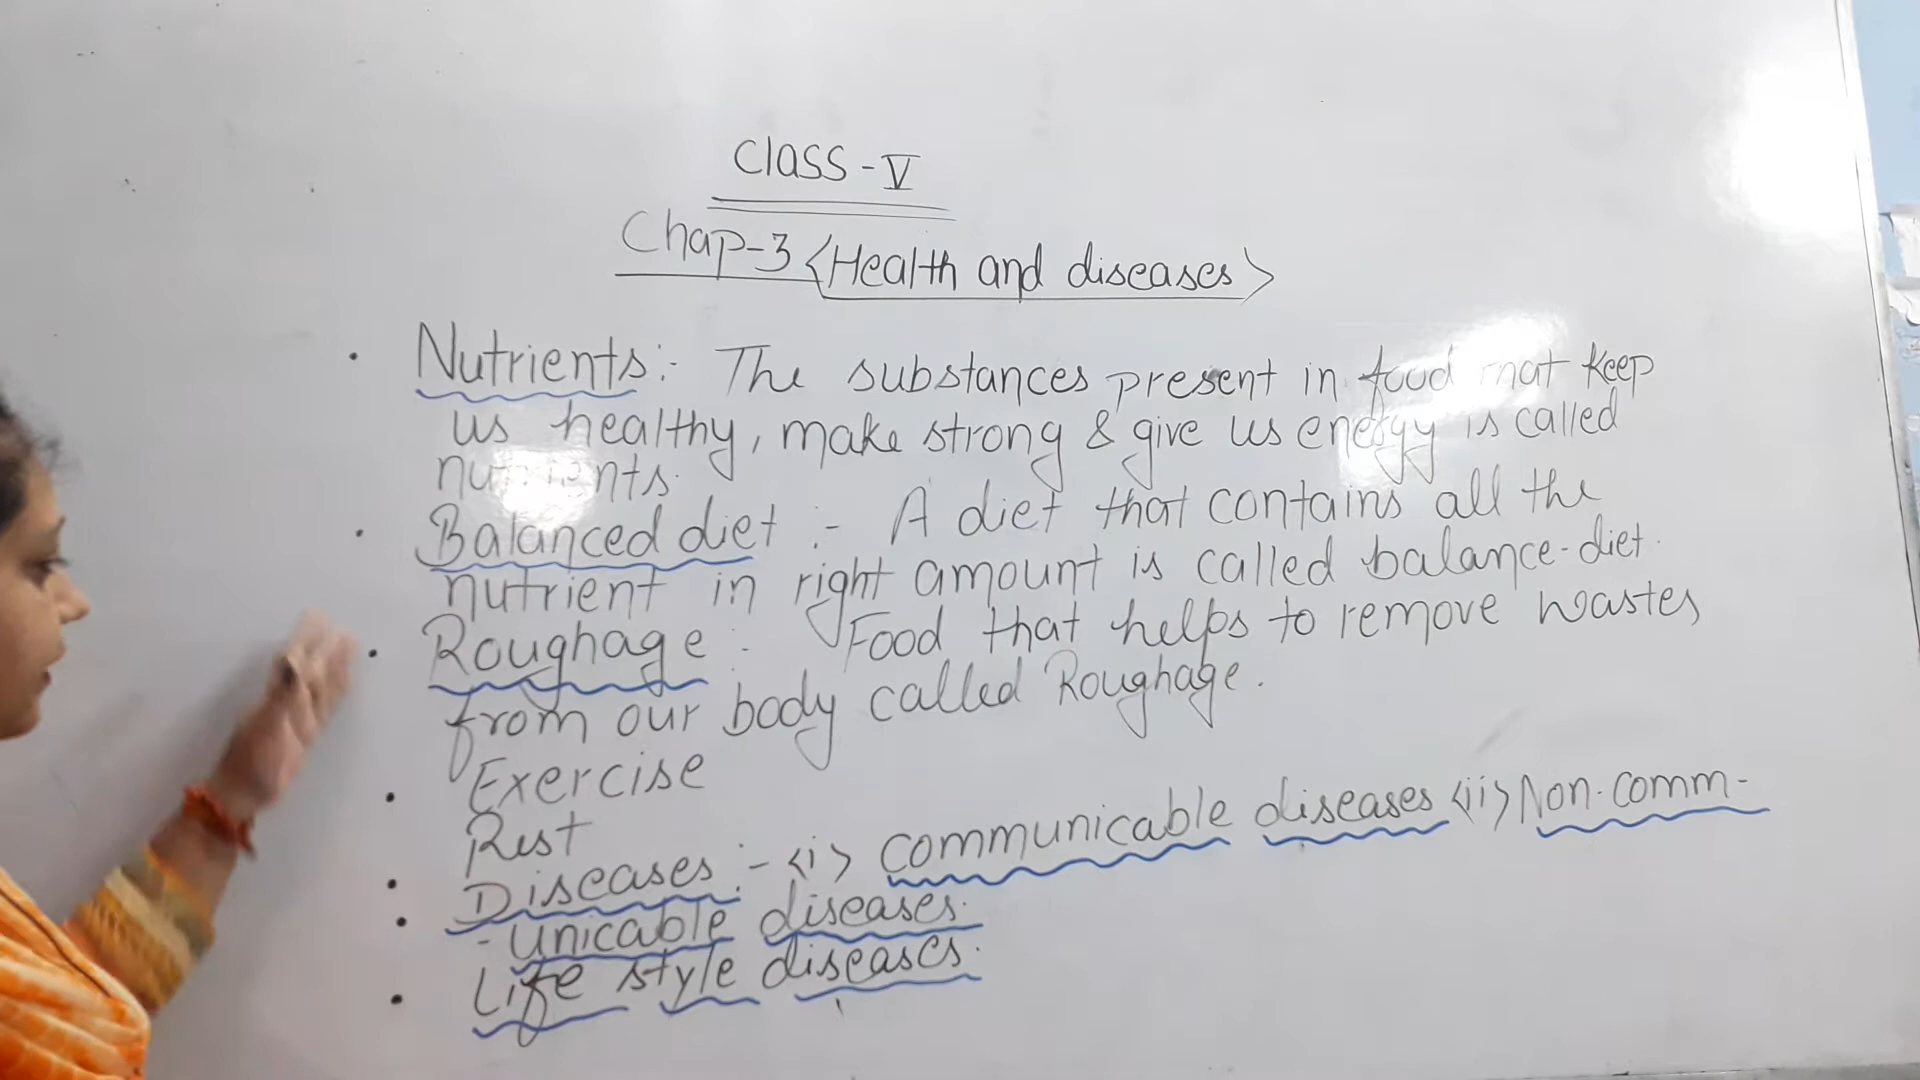 Class - V
Chap-3 <Health and diseases>
• Nutrients :- The substances present in food that keep
us healthy, make strong & give us energy is called
nutrients.
• Balanced diet :- A diet that contains all the
nutrient in right amount is called balance-diet.
• Roughage :- Food that helps to remove wastes
from our body called Roughage.
• Exercise
• Rest
• Diseases :- <i> communicable diseases <ii> Non-comm-
-unicable diseases.
• Life style diseases.